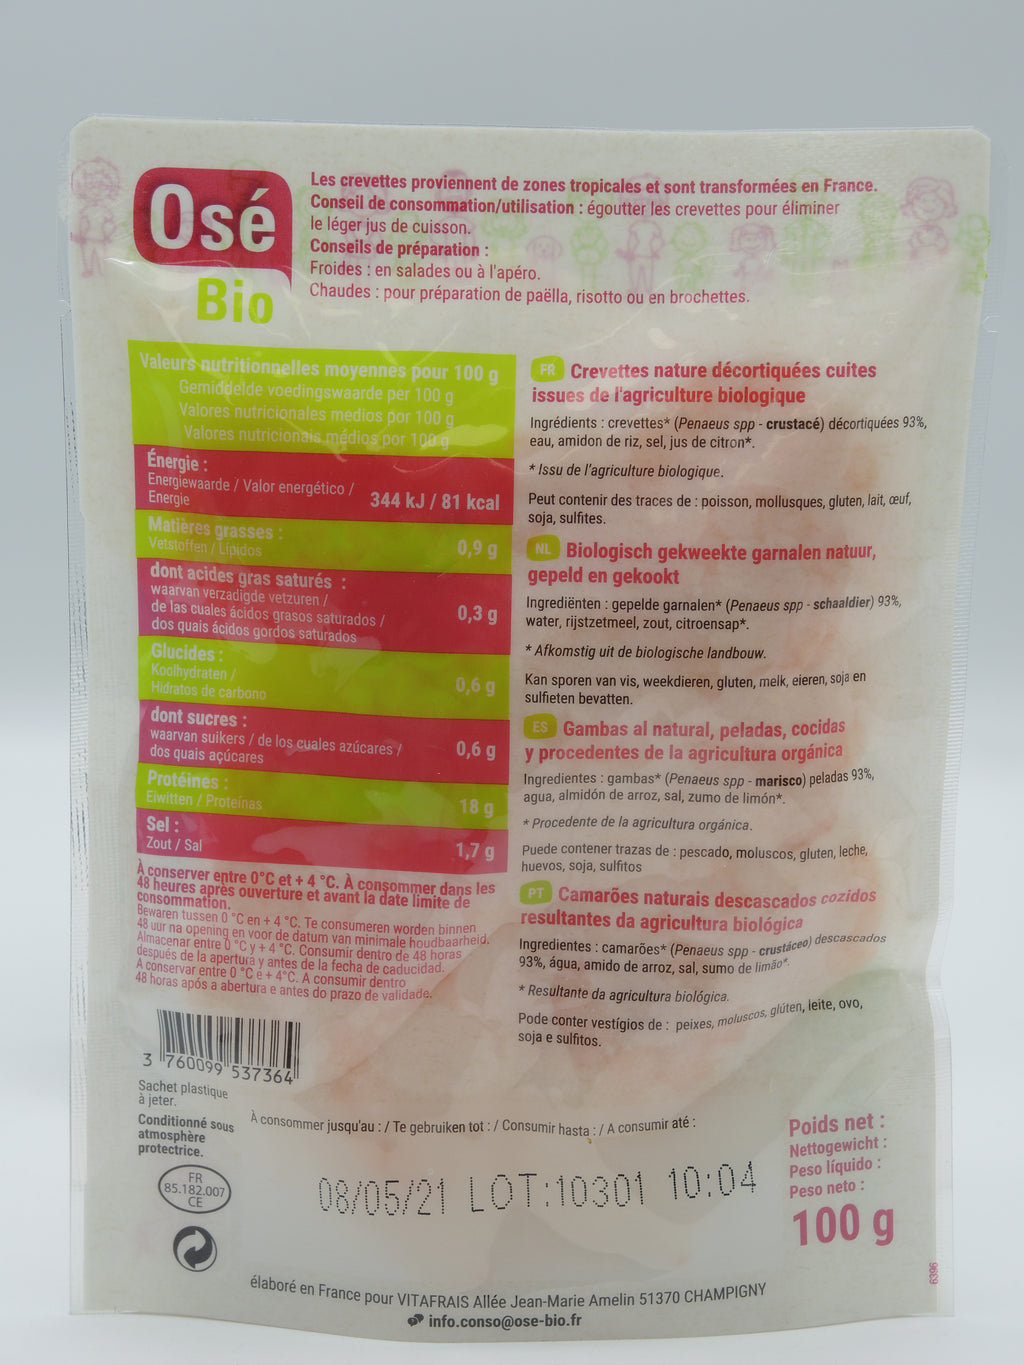 Osé
Bio
Les crevettes proviennent de zones tropicales et sont transformées en France.
Conseil de consommation/utilisation : égoutter les crevettes pour éliminer
le léger jus de cuisson.
Conseils de préparation :
Froides : en salades ou à l'apéro.
Chaudes : pour préparation de paëlla, risotto ou en brochettes.
Valeurs nutritionnelles moyennes pour 100 g
Gemiddelde voedingswaarde per 100 g
Valores nutricionales medios por 100 g
Valores nutricionais médios por 100 g
Énergie :
Energiewaarde / Valor energético /
Energie
344 kJ / 81 kcal
Matières grasses :
Vetstoffen / Lípidos
0,9 g
dont acides gras saturés :
waarvan verzadigde vetzuren /
de las cuales ácidos grasos saturados /
dos quais ácidos gordos saturados
0,3 g
Glucides :
Koolhydraten /
Hidratos de carbono
0,6 g
dont sucres :
waarvan suikers / de los cuales azúcares /
dos quais açúcares
0,6 g
Protéines :
Eiwitten / Proteínas
18 g
Sel :
Zout / Sal
1,7 g
À conserver entre 0°C et + 4 °C. À consommer dans les
48 heures après ouverture et avant la date limite de
consommation.
Bewaren tussen 0 °C en + 4 °C. Te consumeren worden binnen
48 uur na opening en voor de datum van minimale houdbaarheid.
Almacenar entre 0 °C y + 4 °C. Consumir dentro de 48 horas
después de la apertura y antes de la fecha de caducidad.
A conservar entre 0 °C e + 4°C. A consumir dentro
48 horas após a abertura e antes do prazo de validade.
FR Crevettes nature décortiquées cuites
issues de l'agriculture biologique
Ingrédients : crevettes* (Penaeus spp - crustacé) décortiquées 93%,
eau, amidon de riz, sel, jus de citron*.
* Issu de l'agriculture biologique.
Peut contenir des traces de : poisson, mollusques, gluten, lait, œuf,
soja, sulfites.
NL Biologisch gekweekte garnalen natuur,
gepeld en gekookt
Ingrediënten : gepelde garnalen* (Penaeus spp - schaaldier) 93%,
water, rijstzetmeel, zout, citroensap*.
* Afkomstig uit de biologische landbouw.
Kan sporen van vis, weekdieren, gluten, melk, eieren, soja en
sulfieten bevatten.
ES Gambas al natural, peladas, cocidas
y procedentes de la agricultura orgánica
Ingredientes : gambas* (Penaeus spp - marisco) peladas 93%,
agua, almidón de arroz, sal, zumo de limón*.
* Procedente de la agricultura orgánica.
Puede contener trazas de : pescado, moluscos, gluten, leche,
huevos, soja, sulfitos
PT Camarões naturais descascados cozidos
resultantes da agricultura biológica
Ingredientes : camarões* (Penaeus spp - crustáceo) descascados
93%, água, amido de arroz, sal, sumo de limão*.
* Resultante da agricultura biológica.
Pode conter vestígios de : peixes, moluscos, glúten, leite, ovo,
soja e sulfitos.
3 760099 537364
Sachet plastique
à jeter.
Conditionné sous
atmosphère
protectrice.
FR
85.182.007
CE
À consommer jusqu'au : / Te gebruiken tot : / Consumir hasta : / A consumir até :
08/05/21 LOT:10301 10:04
Poids net :
Nettogewicht :
Peso líquido :
Peso neto :
100 g
6396
élaboré en France pour VITAFRAIS Allée Jean-Marie Amelin 51370 CHAMPIGNY
info.conso@ose-bio.fr